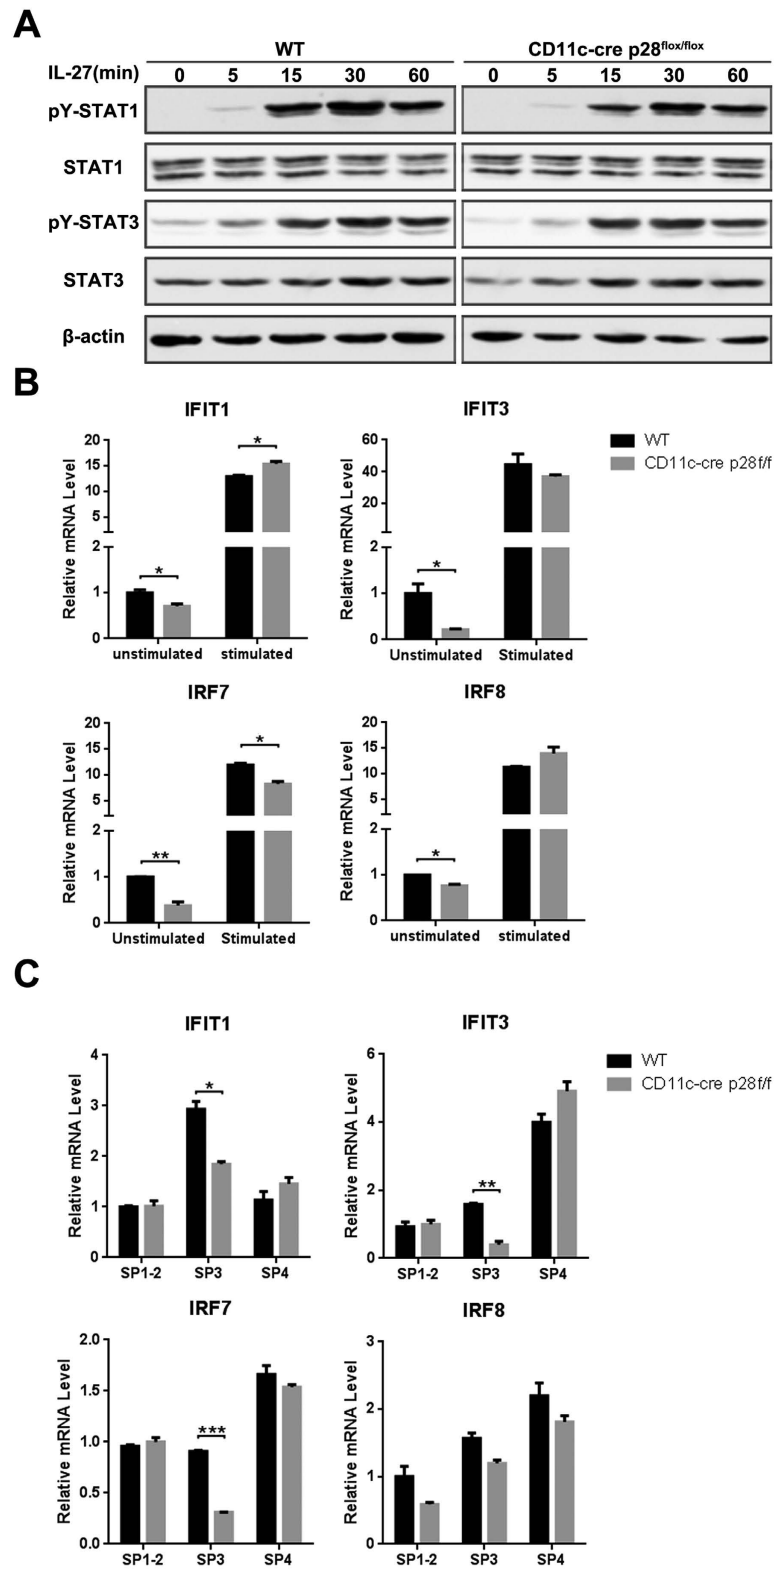 A
WT CD11c-cre p28flox/flox
IL-27(min) 0 5 15 30 60 0 5 15 30 60
pY-STAT1
STAT1
pY-STAT3
STAT3
β-actin
B
IFIT1
Relative mRNA Level
20
15
10
5
2
1
0
*
*
unstimulated stimulated
IFIT3
Relative mRNA Level
60
40
20
2
1
0
*
Unstimulated Stimulated
WT
CD11c-cre p28f/f
IRF7
Relative mRNA Level
20
15
10
5
2
1
0
**
*
Unstimulated Stimulated
IRF8
Relative mRNA Level
20
15
10
5
2
1
0
*
unstimulated stimulated
C
IFIT1
Relative mRNA Level
4
3
2
1
0
*
SP1-2 SP3 SP4
IFIT3
Relative mRNA Level
6
4
2
0
**
SP1-2 SP3 SP4
WT
CD11c-cre p28f/f
IRF7
Relative mRNA Level
2.0
1.5
1.0
0.5
0.0
***
SP1-2 SP3 SP4
IRF8
Relative mRNA Level
3
2
1
0
SP1-2 SP3 SP4